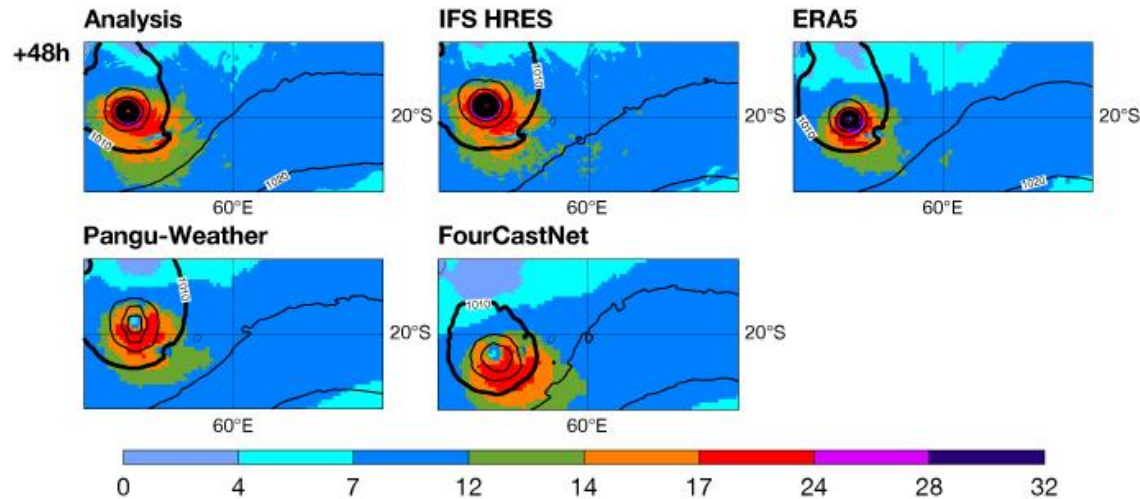 Analysis IFS HRES ERA5
+48h
1010 1010 1010
20°S 20°S 20°S
1020 1020
60°E 60°E 60°E
Pangu-Weather FourCastNet
1010 1010
20°S 20°S
60°E 60°E
0 4 7 12 14 17 24 28 32